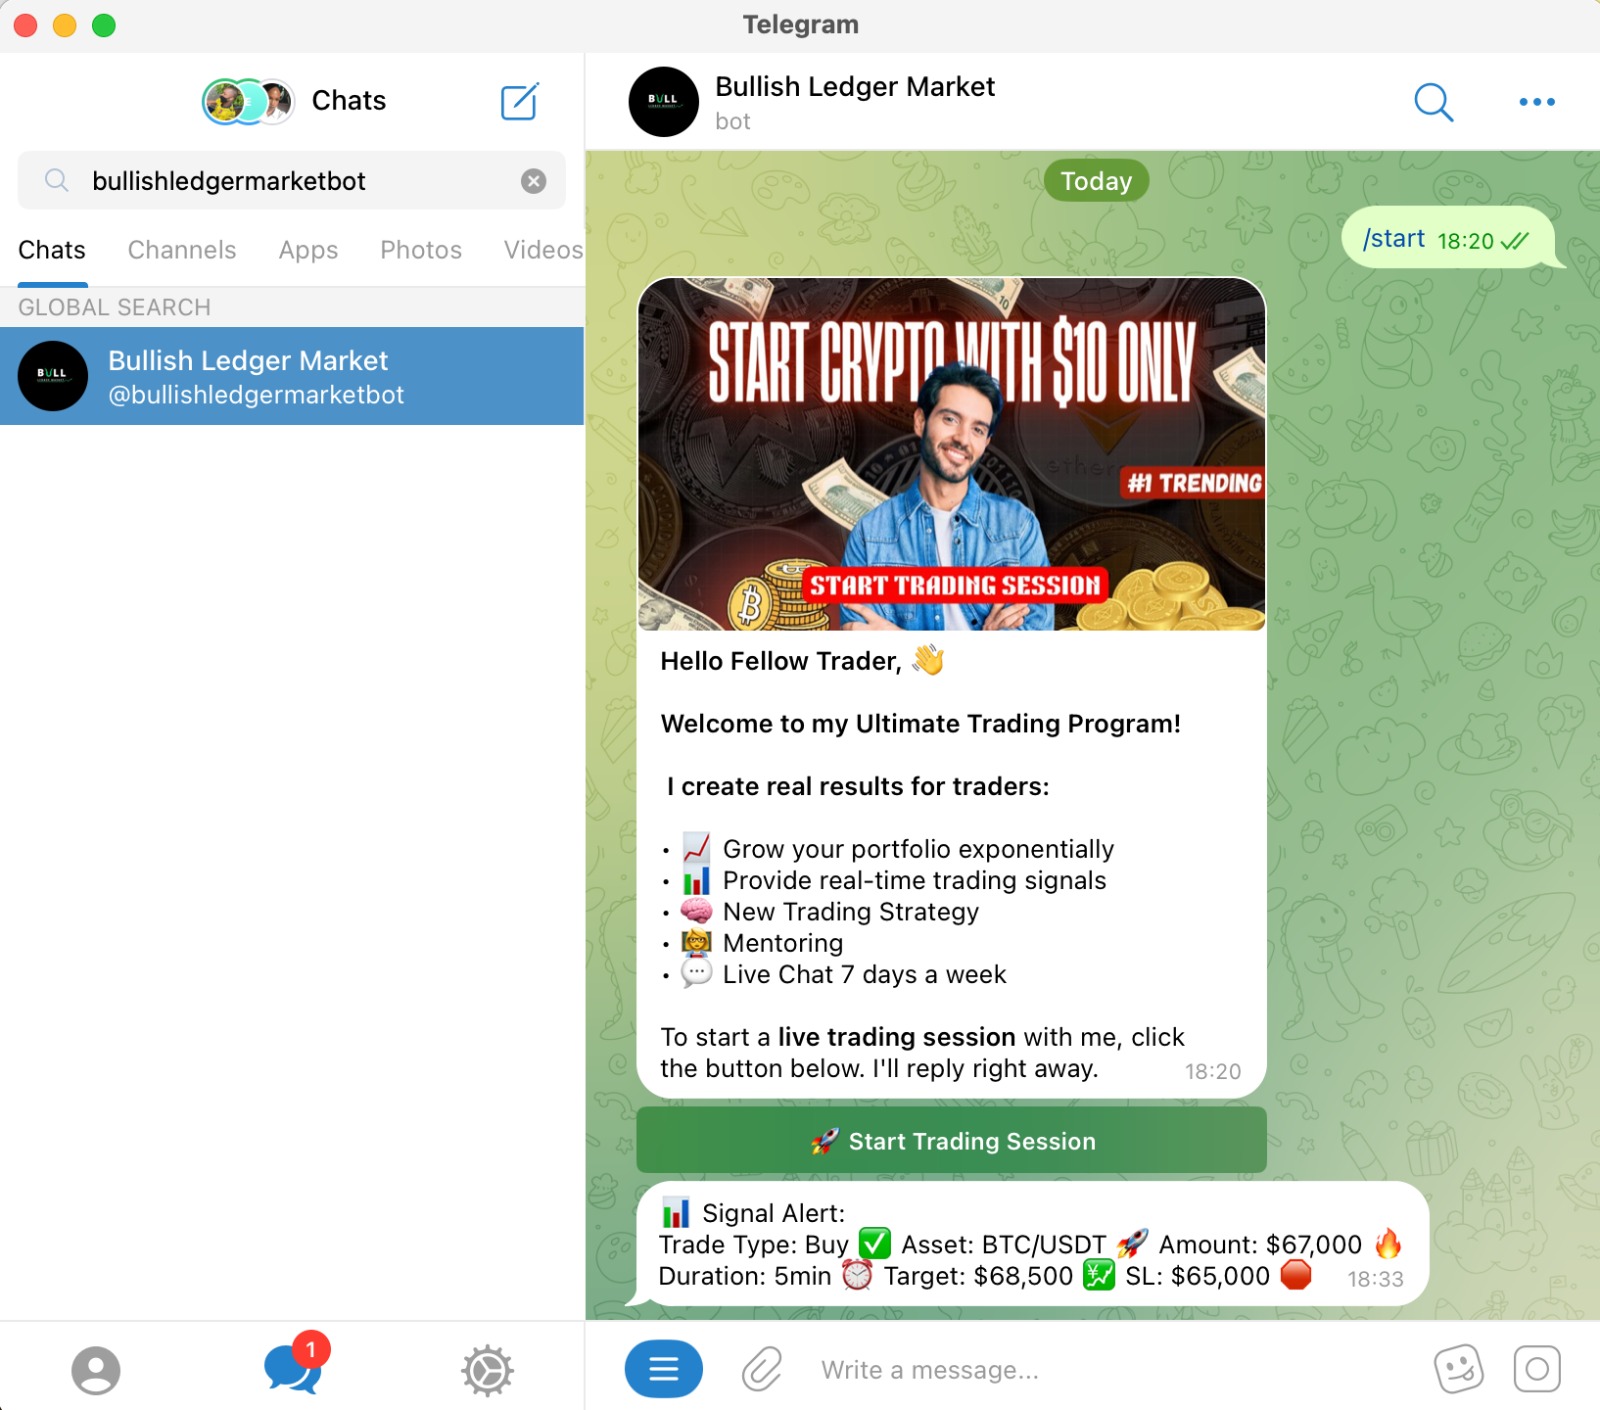 Telegram
Chats
bullishledgermarketbot
Chats Channels Apps Photos Videos
GLOBAL SEARCH
BULL
Bullish Ledger Market
@bullishledgermarketbot
1
BULL
Bullish Ledger Market
bot
Today
/start 18:20
START CRYPTO WITH $10 ONLY
#1 TRENDING
START TRADING SESSION
Hello Fellow Trader, 👋
Welcome to my Ultimate Trading Program!
I create real results for traders:
• 📈 Grow your portfolio exponentially
• 📊 Provide real-time trading signals
• 🧠 New Trading Strategy
• 👩‍🏫 Mentoring
• 💬 Live Chat 7 days a week
To start a live trading session with me, click
the button below. I'll reply right away. 18:20
🚀 Start Trading Session
📊 Signal Alert:
Trade Type: Buy ✅ Asset: BTC/USDT 🚀 Amount: $67,000 🔥
Duration: 5min ⏰ Target: $68,500 💹 SL: $65,000 🛑 18:33
Write a message...